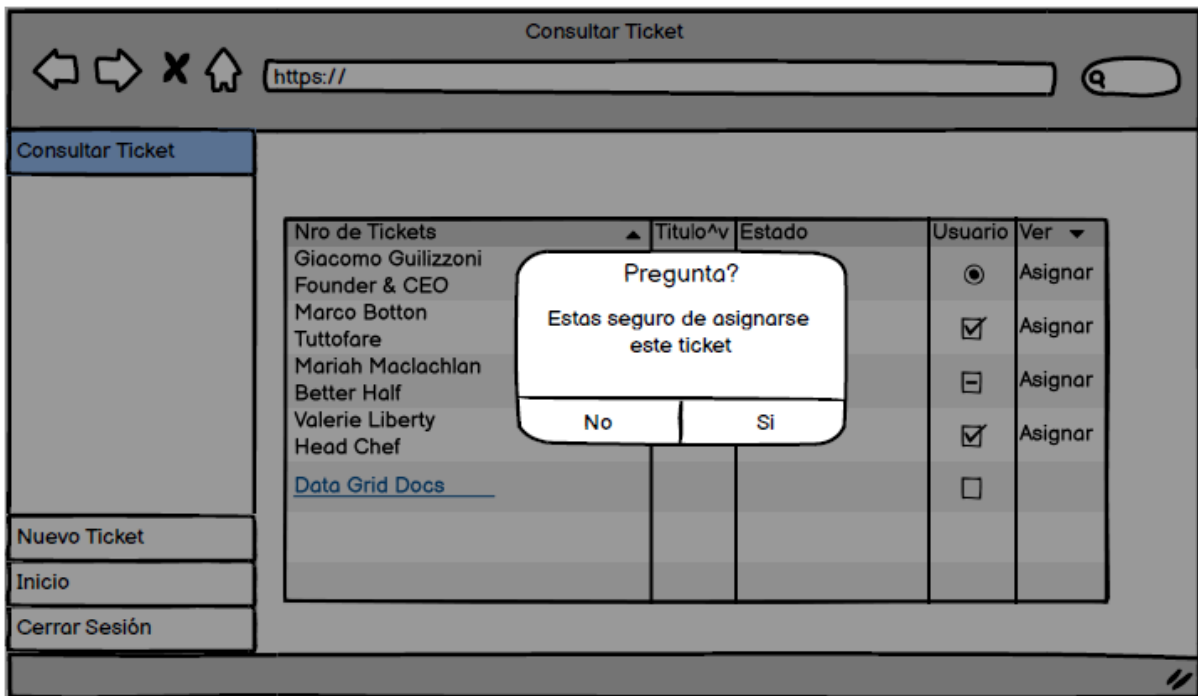 Consultar Ticket
https://
Consultar Ticket
Nro de Tickets Titulo^v Estado Usuario Ver
Giacomo Guilizzoni
Founder & CEO
Asignar
Marco Botton
Tuttofare
Asignar
Mariah Maclachlan
Better Half
Asignar
Valerie Liberty
Head Chef
Asignar
Data Grid Docs
Pregunta?
Estas seguro de asignarse
este ticket
No Si
Nuevo Ticket
Inicio
Cerrar Sesión